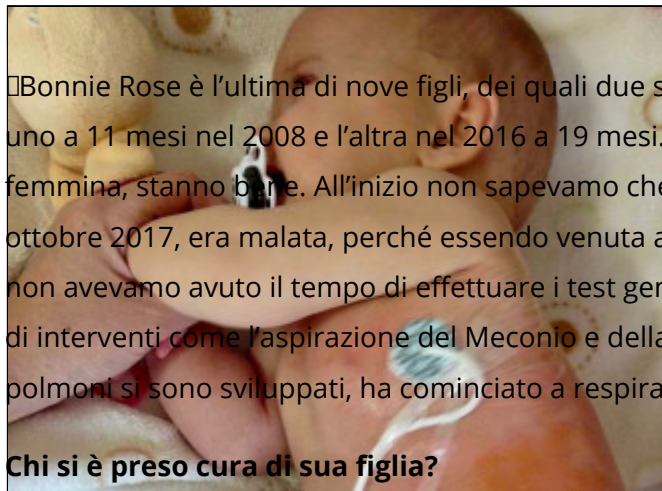 Bonnie Rose è l’ultima di nove figli, dei quali due s
uno a 11 mesi nel 2008 e l’altra nel 2016 a 19 mesi.
femmina, stanno bene. All’inizio non sapevamo che
ottobre 2017, era malata, perché essendo venuta a
non avevamo avuto il tempo di effettuare i test gen
di interventi come l’aspirazione del Meconio e della
polmoni si sono sviluppati, ha cominciato a respira
Chi si è preso cura di sua figlia?